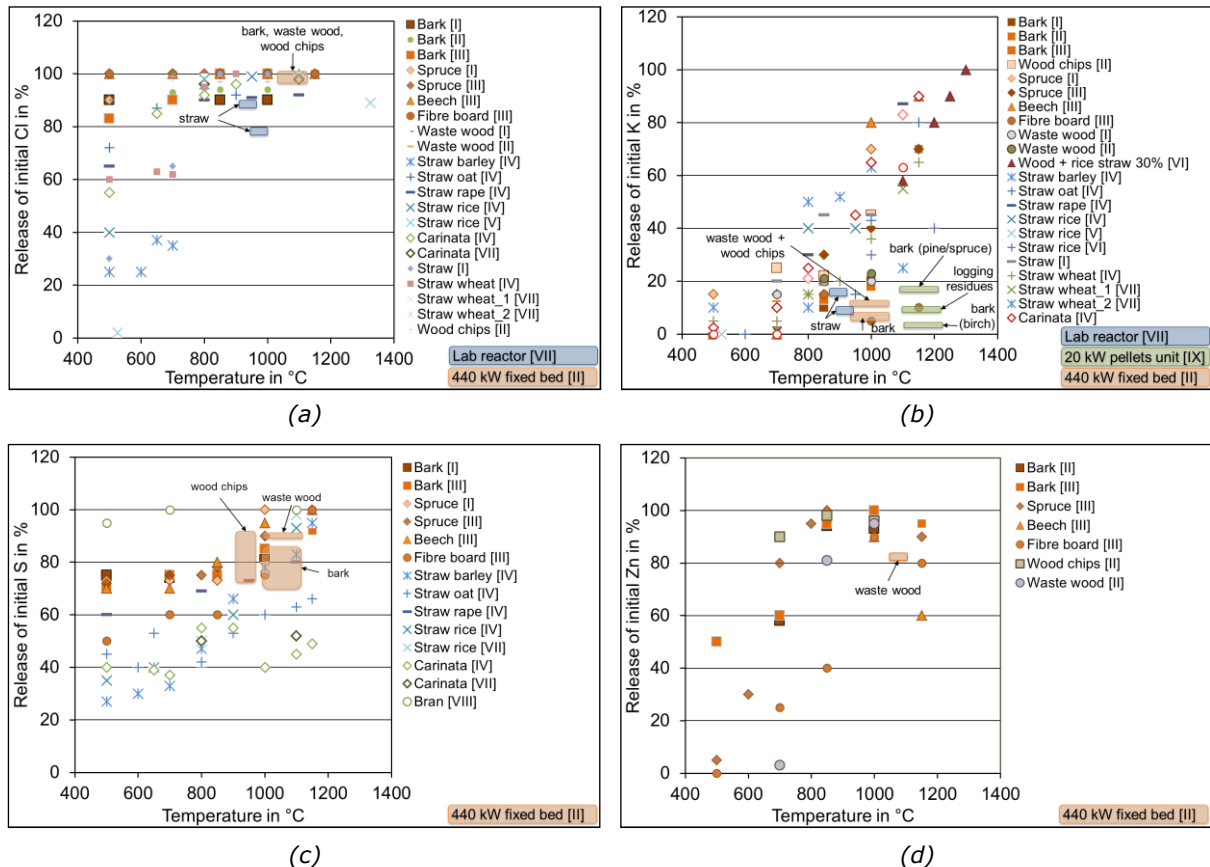 120
100
80
60
40
20
0
400 600 800 1000 1200 1400
Release of initial Cl in %
Temperature in °C
bark, waste wood,
wood chips
straw
Bark [I]
Bark [II]
Bark [III]
Spruce [I]
Spruce [III]
Beech [III]
Fibre board [III]
Waste wood [I]
Waste wood [II]
Straw barley [IV]
Straw oat [IV]
Straw rape [IV]
Straw rice [IV]
Straw rice [V]
Carinata [IV]
Carinata [VII]
Straw [I]
Straw wheat [IV]
Straw wheat_1 [VII]
Straw wheat_2 [VII]
Wood chips [II]
Lab reactor [VII]
440 kW fixed bed [II]
(a)
120
100
80
60
40
20
0
400 600 800 1000 1200 1400
Release of initial K in %
Temperature in °C
waste wood +
wood chips
bark (pine/spruce)
logging
residues
bark
(birch)
straw
bark
Bark [I]
Bark [II]
Bark [III]
Wood chips [II]
Spruce [I]
Spruce [III]
Beech [III]
Fibre board [III]
Waste wood [I]
Waste wood [II]
Wood + rice straw 30% [VI]
Straw barley [IV]
Straw oat [IV]
Straw rape [IV]
Straw rice [IV]
Straw rice [V]
Straw rice [VI]
Straw [I]
Straw wheat [IV]
Straw wheat_1 [VII]
Straw wheat_2 [VII]
Carinata [IV]
Lab reactor [VII]
20 kW pellets unit [IX]
440 kW fixed bed [II]
(b)
120
100
80
60
40
20
0
400 600 800 1000 1200 1400
Release of initial S in %
Temperature in °C
wood chips
waste wood
bark
Bark [I]
Bark [III]
Spruce [I]
Spruce [III]
Beech [III]
Fibre board [III]
Straw barley [IV]
Straw oat [IV]
Straw rape [IV]
Straw rice [IV]
Straw rice [VII]
Carinata [IV]
Carinata [VII]
Bran [VIII]
440 kW fixed bed [II]
(c)
120
100
80
60
40
20
0
400 600 800 1000 1200 1400
Release of initial Zn in %
Temperature in °C
waste wood
Bark [II]
Bark [III]
Spruce [III]
Beech [III]
Fibre board [III]
Wood chips [II]
Waste wood [II]
440 kW fixed bed [II]
(d)